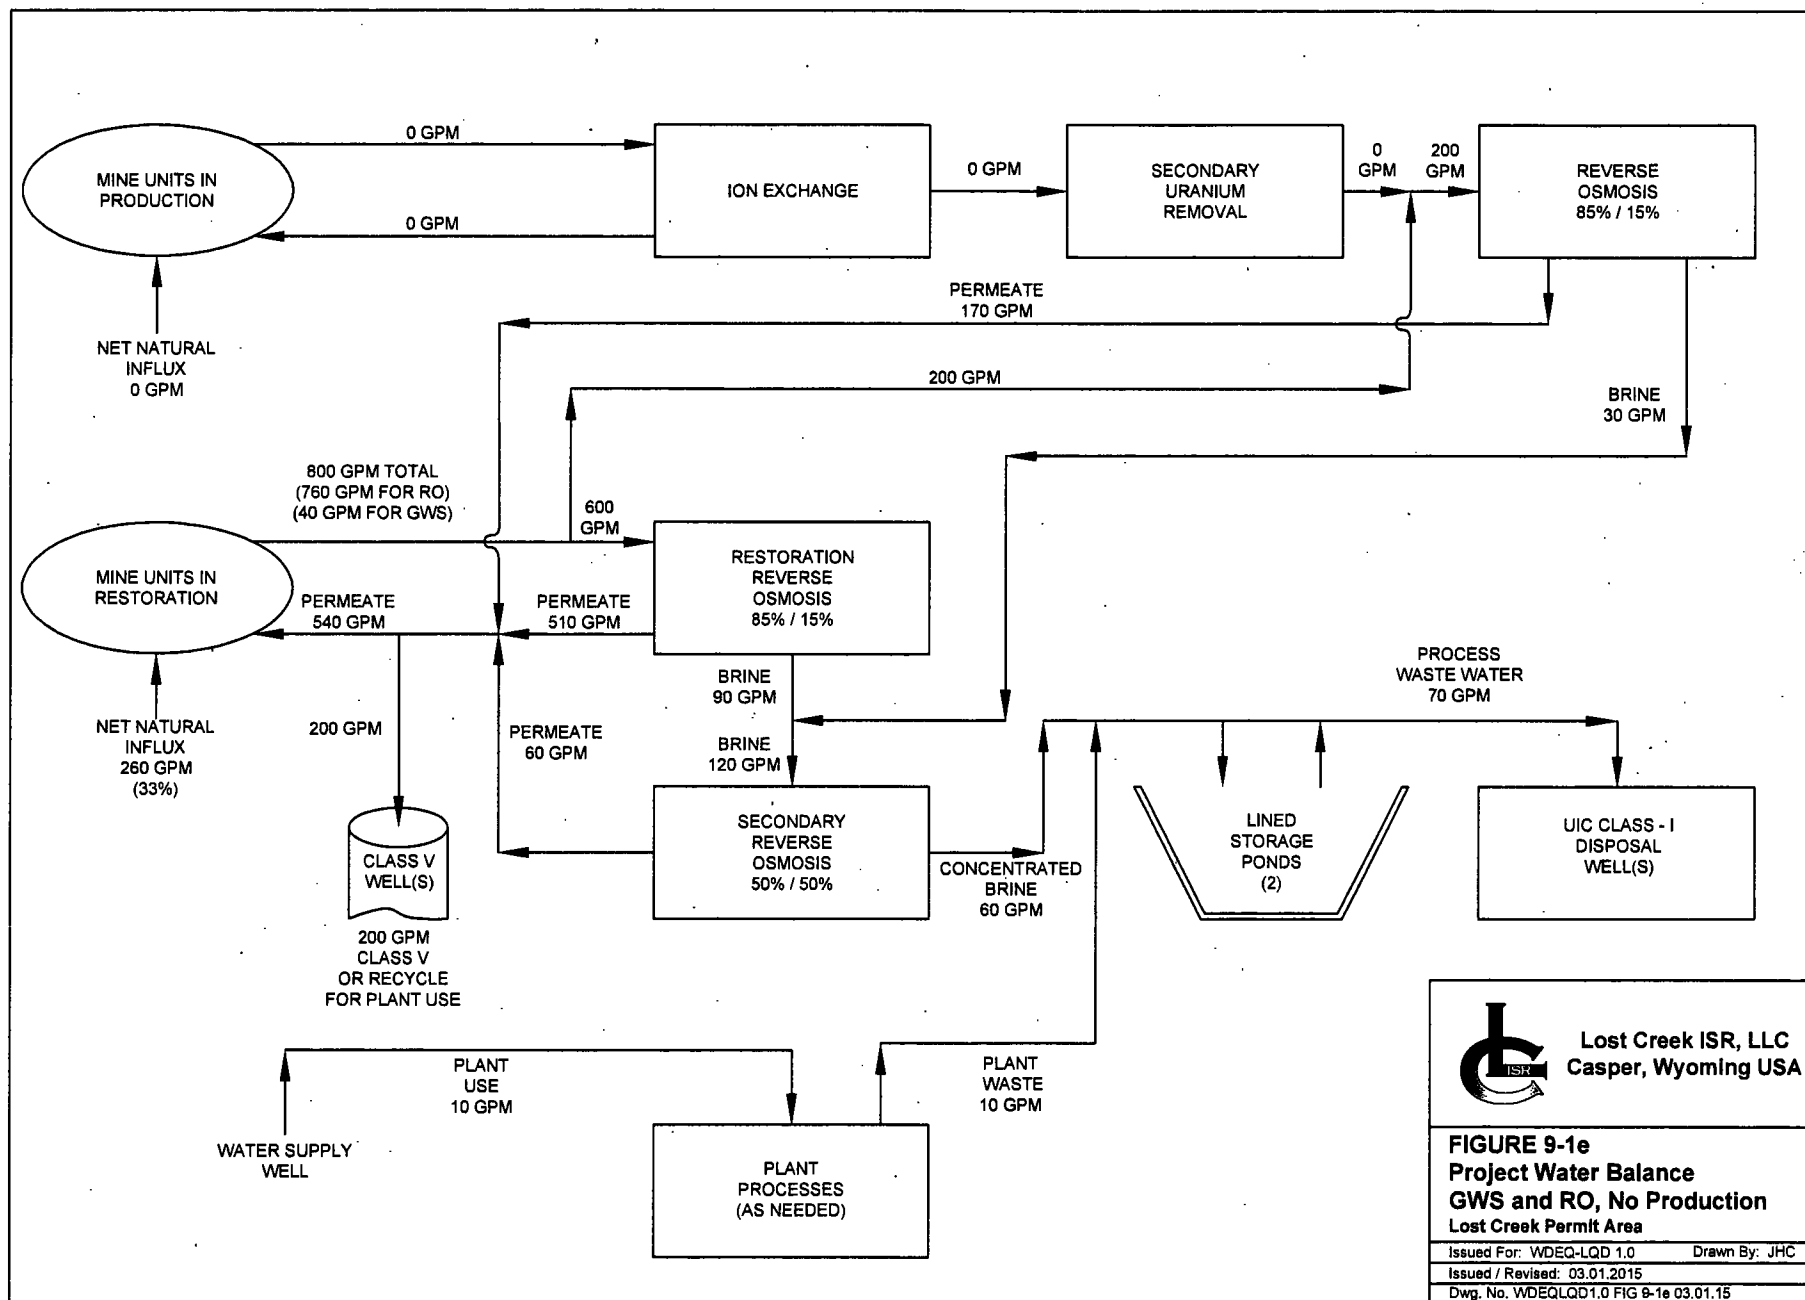 0 GPM
MINE UNITS IN
PRODUCTION
0 GPM
ION EXCHANGE
0 GPM
SECONDARY
URANIUM
REMOVAL
0
GPM
200
GPM
REVERSE
OSMOSIS
85% / 15%
NET NATURAL
INFLUX
0 GPM
PERMEATE
170 GPM
200 GPM
BRINE
30 GPM
800 GPM TOTAL
(760 GPM FOR RO)
(40 GPM FOR GWS)
600
GPM
MINE UNITS IN
RESTORATION
RESTORATION
REVERSE
OSMOSIS
85% / 15%
PERMEATE
540 GPM
PERMEATE
510 GPM
NET NATURAL
INFLUX
260 GPM
(33%)
200 GPM
PERMEATE
60 GPM
BRINE
90 GPM
BRINE
120 GPM
PROCESS
WASTE WATER
70 GPM
CLASS V
WELL(S)
200 GPM
CLASS V
OR RECYCLE
FOR PLANT USE
SECONDARY
REVERSE
OSMOSIS
50% / 50%
CONCENTRATED
BRINE
60 GPM
LINED
STORAGE
PONDS
(2)
UIC CLASS - I
DISPOSAL
WELL(S)
WATER SUPPLY
WELL
PLANT
USE
10 GPM
PLANT
PROCESSES
(AS NEEDED)
PLANT
WASTE
10 GPM
LC ISR
Lost Creek ISR, LLC
Casper, Wyoming USA
FIGURE 9-1e
Project Water Balance
GWS and RO, No Production
Lost Creek Permit Area
Issued For: WDEQ-LQD 1.0 Drawn By: JHC
Issued / Revised: 03.01.2015
Dwg. No. WDEQLQD1.0 FIG 9-1e 03.01.15